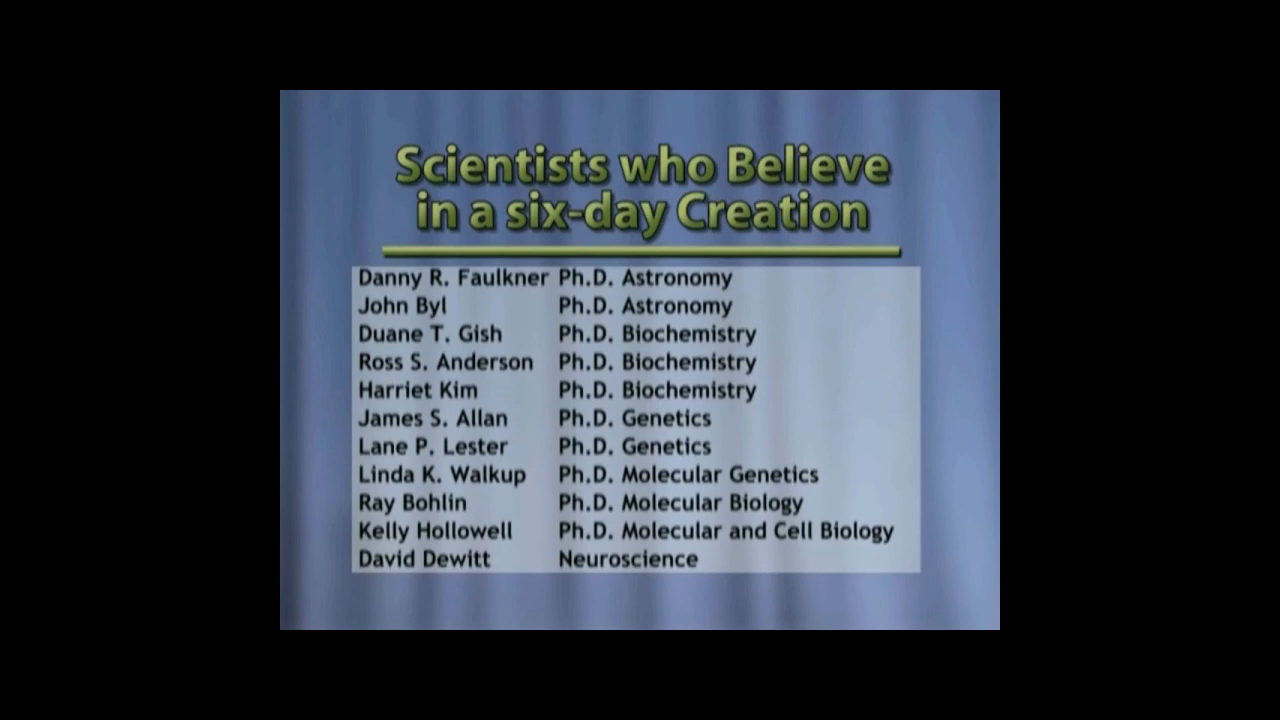 Scientists who Believe
in a six-day Creation
Danny R. Faulkner Ph.D. Astronomy
John Byl Ph.D. Astronomy
Duane T. Gish Ph.D. Biochemistry
Ross S. Anderson Ph.D. Biochemistry
Harriet Kim Ph.D. Biochemistry
James S. Allan Ph.D. Genetics
Lane P. Lester Ph.D. Genetics
Linda K. Walkup Ph.D. Molecular Genetics
Ray Bohlin Ph.D. Molecular Biology
Kelly Hollowell Ph.D. Molecular and Cell Biology
David Dewitt Neuroscience